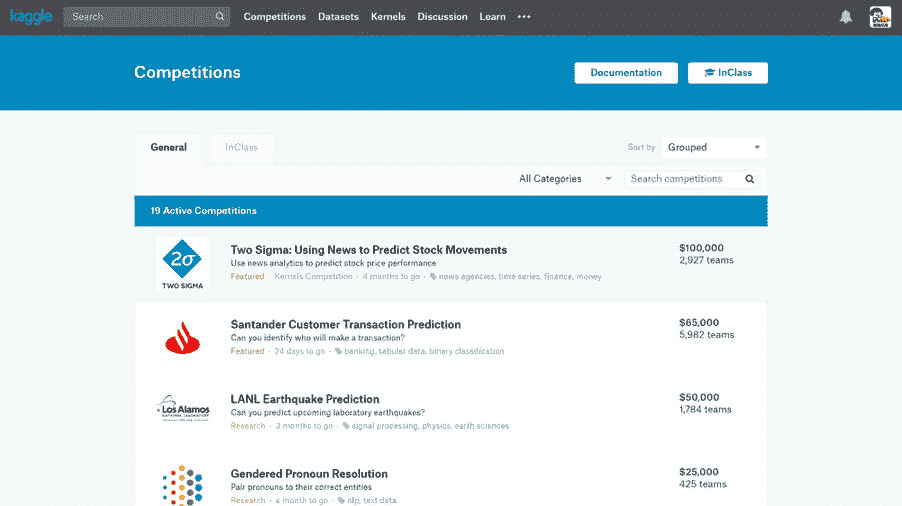 kaggle Search Competitions Datasets Kernels Discussion Learn •••
Competitions
Documentation InClass
General InClass Sort by Grouped
All Categories Search competitions
19 Active Competitions
Two Sigma: Using News to Predict Stock Movements $100,000
Use news analytics to predict stock price performance 2,927 teams
Featured · Kernels Competition · 4 months to go · news agencies, time series, finance, money
2σ
TWO SIGMA
Santander Customer Transaction Prediction $65,000
Can you identify who will make a transaction? 5,982 teams
Featured · 24 days to go · banking, tabular data, binary classification
LANL Earthquake Prediction $50,000
Can you predict upcoming laboratory earthquakes? 1,784 teams
Research · 3 months to go · signal processing, physics, earth sciences
Los Alamos
Gendered Pronoun Resolution $25,000
Pair pronouns to their correct entities 425 teams
Research · a month to go · nlp, text data